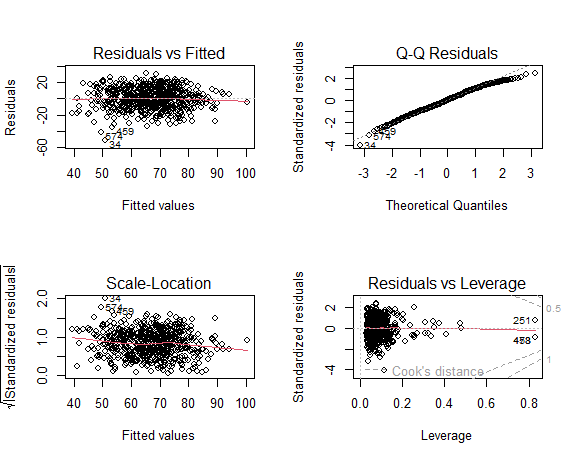 Residuals vs Fitted
Residuals
20
-20
-60
459
574
34
40 50 60 70 80 90 100
Fitted values
Q-Q Residuals
Standardized residuals
2
0
-2
-4
459
574
34
-3 -2 -1 0 1 2 3
Theoretical Quantiles
Scale-Location
√|Standardized residuals|
2.0
1.0
0.0
34
574
459
40 50 60 70 80 90 100
Fitted values
Residuals vs Leverage
Standardized residuals
2
0
-2
-4
0.5
251
1
Cook's distance
0.0 0.2 0.4 0.6 0.8
Leverage